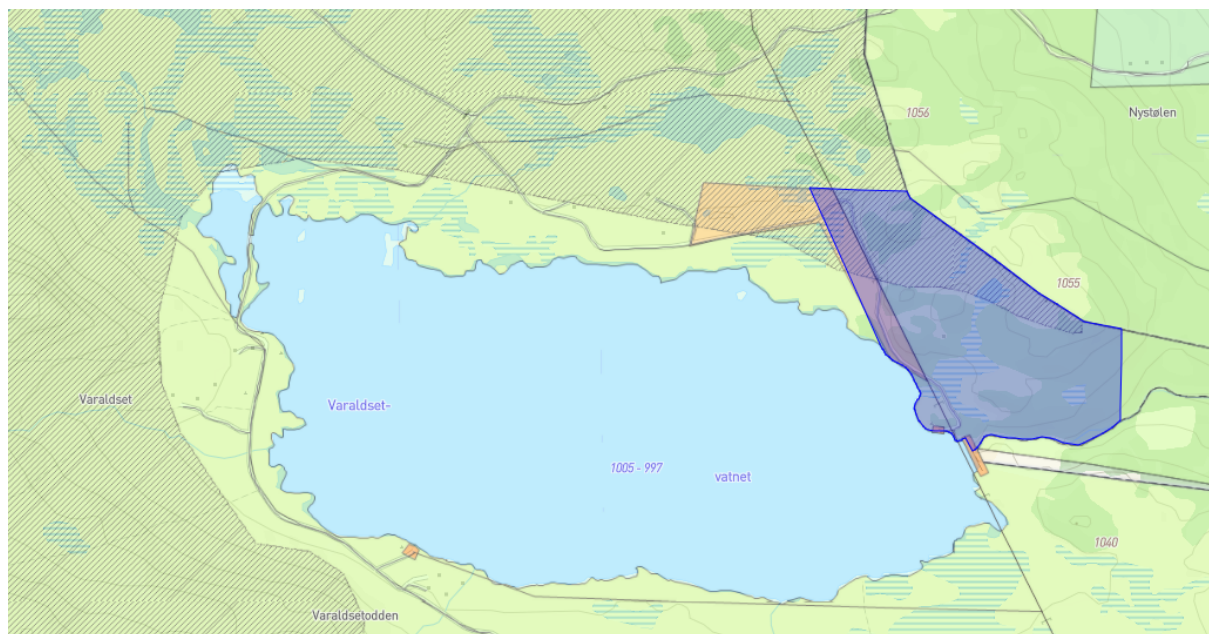 1056
Nystølen
1055
Varaldset
Varaldset-
1005 - 997
vatnet
1040
Varaldsetodden